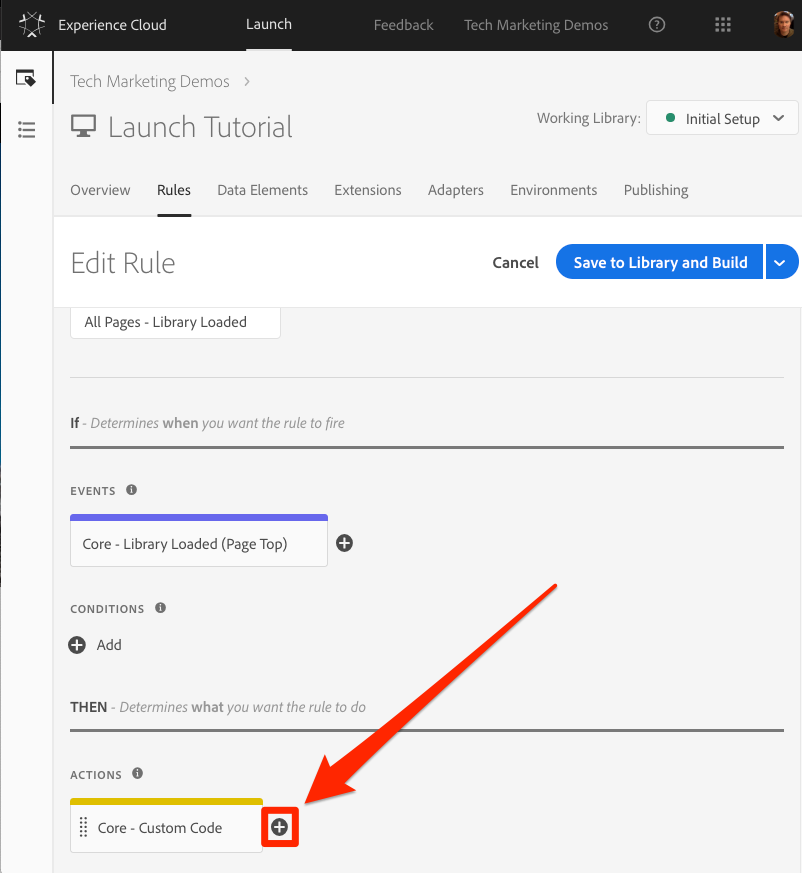 Experience Cloud
Launch
Feedback
Tech Marketing Demos
Tech Marketing Demos
Launch Tutorial
Working Library:
Initial Setup
Overview
Rules
Data Elements
Extensions
Adapters
Environments
Publishing
Edit Rule
Cancel
Save to Library and Build
All Pages - Library Loaded
If - Determines when you want the rule to fire
EVENTS
Core - Library Loaded (Page Top)
CONDITIONS
Add
THEN - Determines what you want the rule to do
ACTIONS
Core - Custom Code